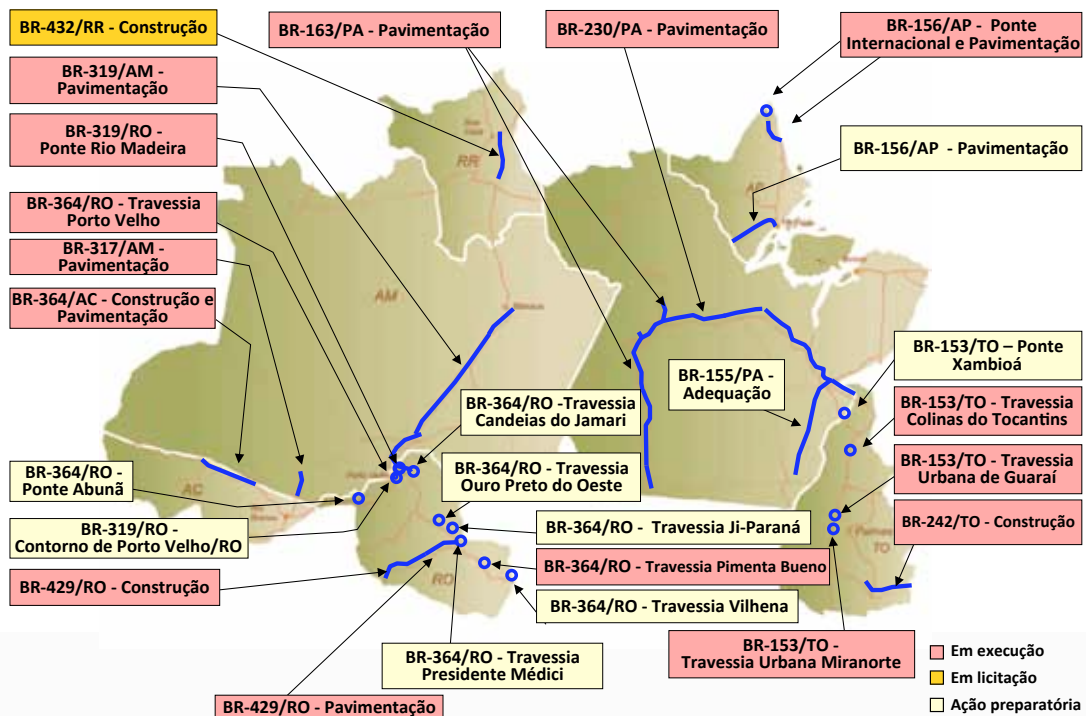 BR-432/RR - Construção
BR-163/PA - Pavimentação
BR-230/PA - Pavimentação
BR-156/AP - Ponte
Internacional e Pavimentação
BR-319/AM -
Pavimentação
BR-319/RO -
Ponte Rio Madeira
BR-156/AP - Pavimentação
RR
AP
BR-364/RO - Travessia
Porto Velho
BR-317/AM -
Pavimentação
BR-364/AC - Construção e
Pavimentação
AM
Manaus
BR-153/TO – Ponte
Xambioá
BR-155/PA -
Adequação
BR-153/TO - Travessia
Colinas do Tocantins
BR-364/RO -Travessia
Candeias do Jamari
BR-364/RO -
Ponte Abunã
AC
Porto Velho
BR-364/RO - Travessia
Ouro Preto do Oeste
BR-153/TO - Travessia
Urbana de Guaraí
BR-319/RO -
Contorno de Porto Velho/RO
BR-364/RO - Travessia Ji-Paraná
BR-242/TO - Construção
Palmas
TO
BR-429/RO - Construção
RO
BR-364/RO - Travessia Pimenta Bueno
BR-364/RO - Travessia Vilhena
BR-364/RO - Travessia
Presidente Médici
BR-153/TO -
Travessia Urbana Miranorte
BR-429/RO - Pavimentação
Em execução
Em licitação
Ação preparatória